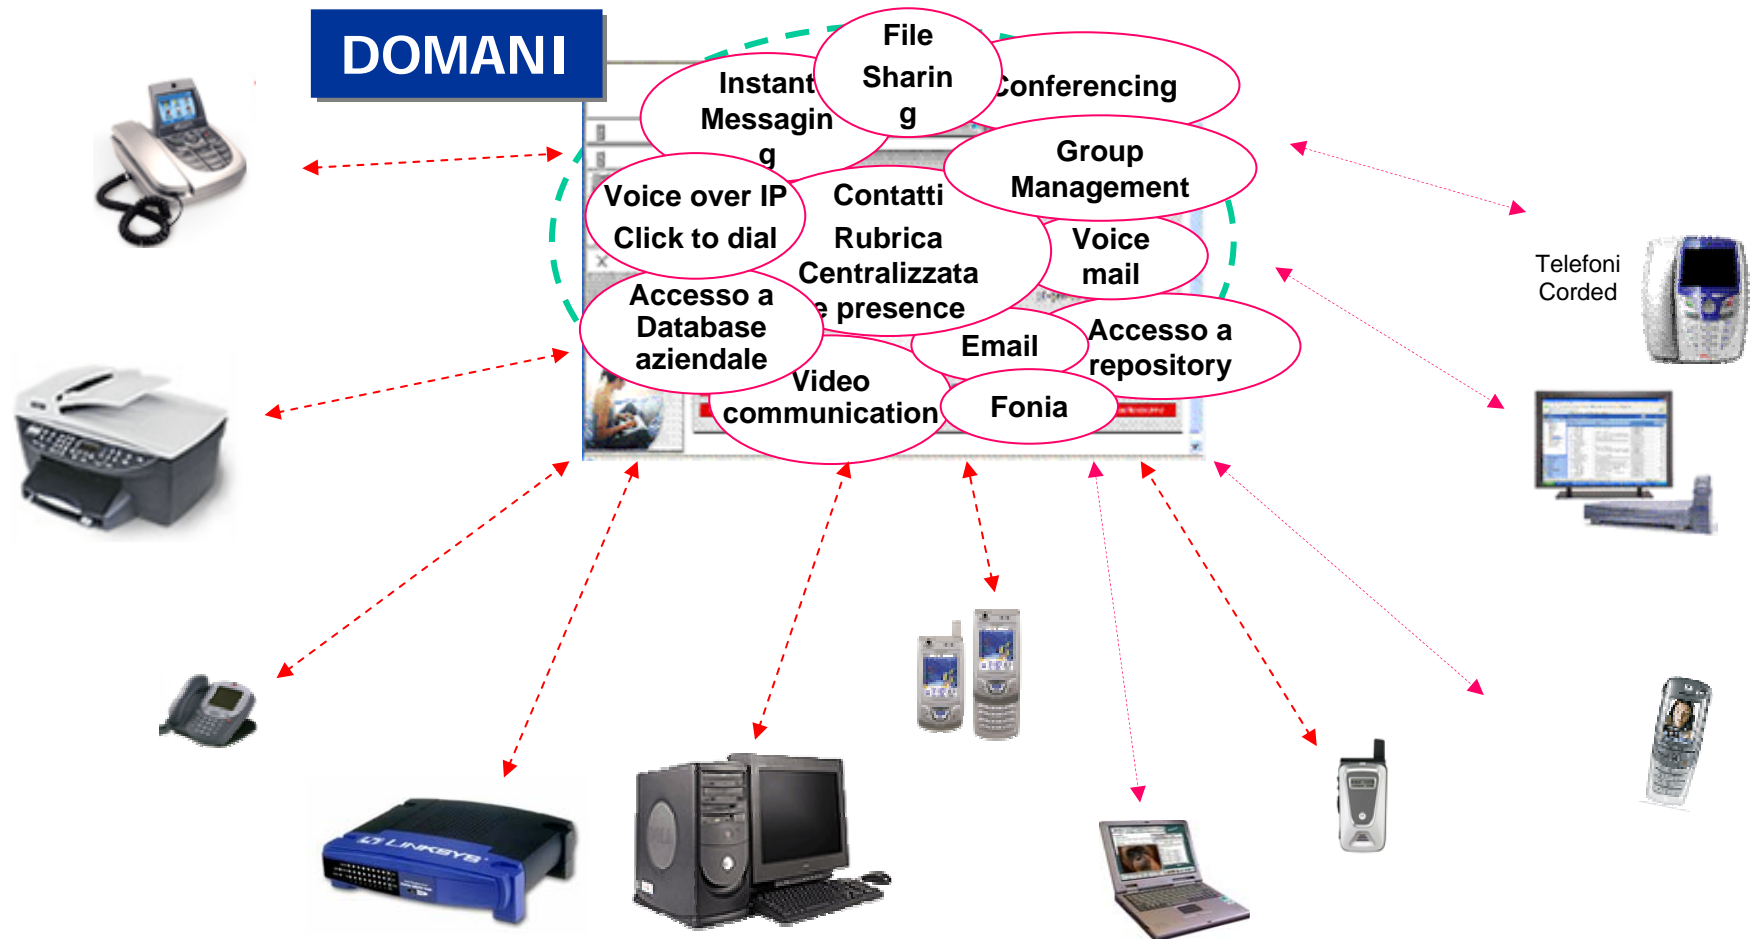 DOMANI
File
Sharin
g
Instant
Messagin
g
Conferencing
Group
Management
Voice over IP
Click to dial
Contatti
Rubrica
Centralizzata
e presence
Voice
mail
Telefoni
Corded
Accesso a
Database
aziendale
Email
Accesso a
repository
Video
communication
Fonia
LINKSYS
DELL